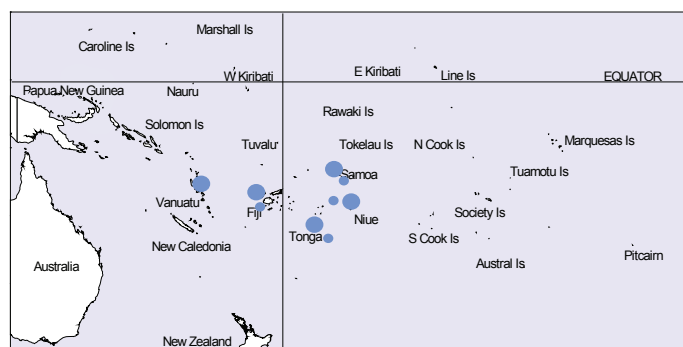 Marshall Is
Caroline Is
W Kiribati
E Kiribati
Line Is
EQUATOR
Papua New Guinea
Nauru
Rawaki Is
Solomon Is
Tuvalu
Tokelau Is
N Cook Is
Marquesas Is
Samoa
Tuamotu Is
Vanuatu
Fiji
Niue
Society Is
Tonga
S Cook Is
New Caledonia
Pitcairn
Australia
Austral Is
New Zealand